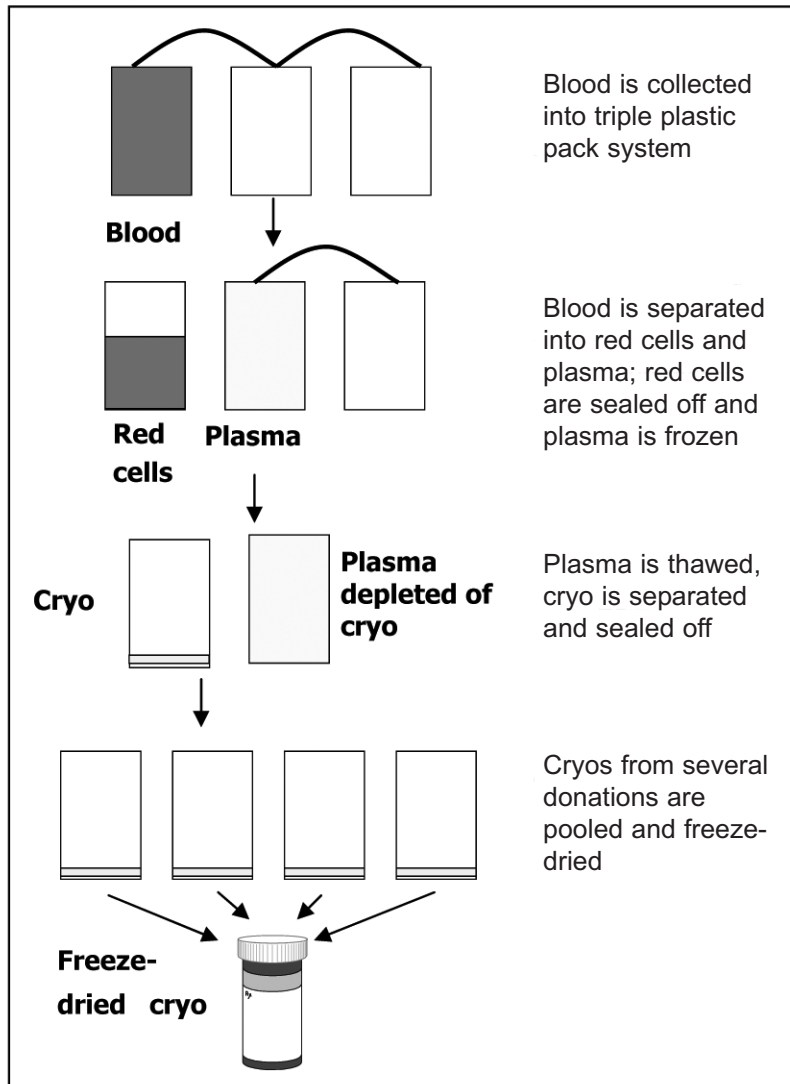 Blood is collected
into triple plastic
pack system
Blood
Blood is separated
into red cells and
plasma; red cells
are sealed off and
plasma is frozen
Red
cells
Plasma
Cryo
Plasma
depleted of
cryo
Plasma is thawed,
cryo is separated
and sealed off
Cryos from several
donations are
pooled and freeze-
dried
Freeze-
dried cryo